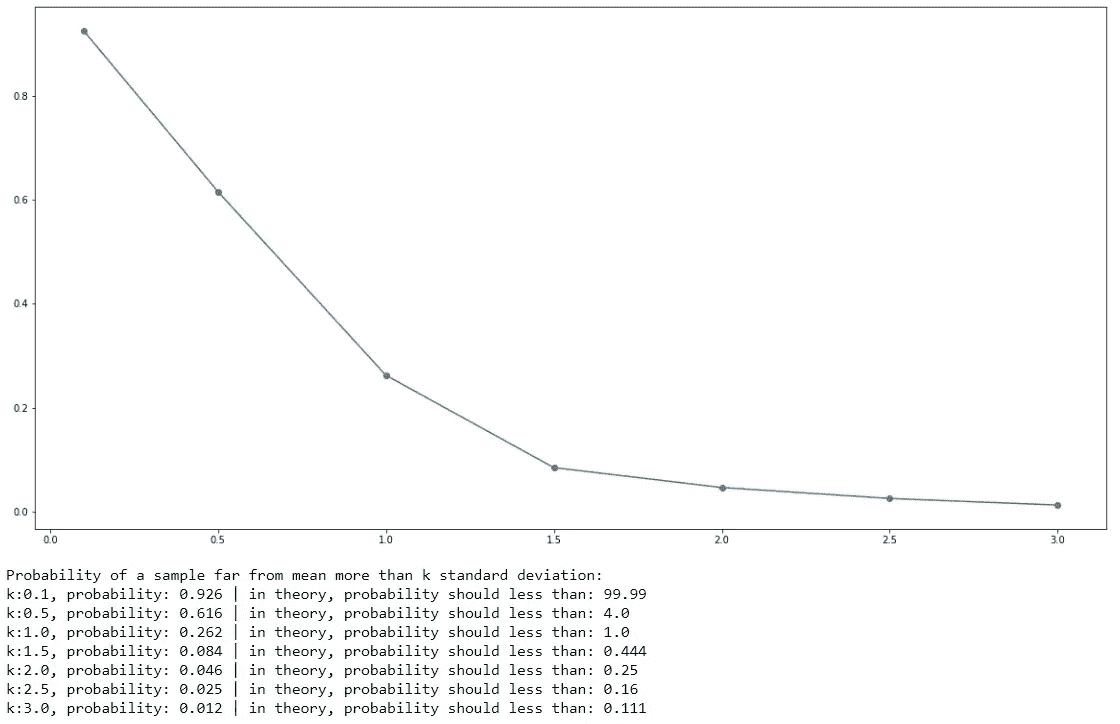 0.8
0.6
0.4
0.2
0.0
0.0 0.5 1.0 1.5 2.0 2.5 3.0
Probability of a sample far from mean more than k standard deviation:
k:0.1, probability: 0.926 | in theory, probability should less than: 99.99
k:0.5, probability: 0.616 | in theory, probability should less than: 4.0
k:1.0, probability: 0.262 | in theory, probability should less than: 1.0
k:1.5, probability: 0.084 | in theory, probability should less than: 0.444
k:2.0, probability: 0.046 | in theory, probability should less than: 0.25
k:2.5, probability: 0.025 | in theory, probability should less than: 0.16
k:3.0, probability: 0.012 | in theory, probability should less than: 0.111